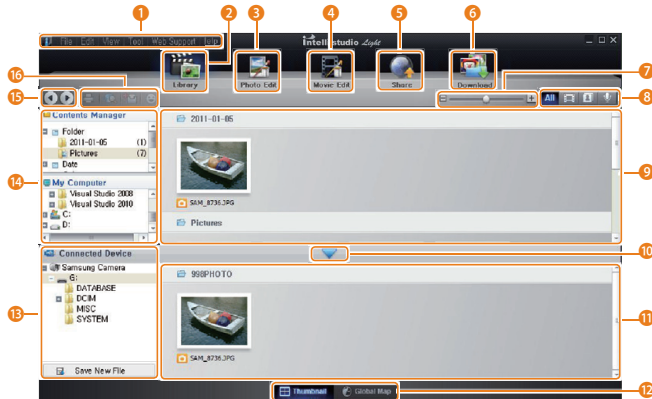 1 2 3 4 5 6
File Edit View Tool Web Support Help
Intelli studio Light
Library Photo Edit Movie Edit Share Download
16 7
15 All 8
Contents Manager
Folder
2011-01-05 (1)
Pictures (7)
Date
2011-01-05
SAM_8736.JPG
Pictures
14 9
My Computer
Visual Studio 2008
Visual Studio 2010
C:
D:
10
Connected Device
Samsung Camera
G:
DATABASE
DCIM
MISC
SYSTEM
998PHOTO
SAM_8736.JPG
13 11
Save New File
Thumbnail Global Map 12